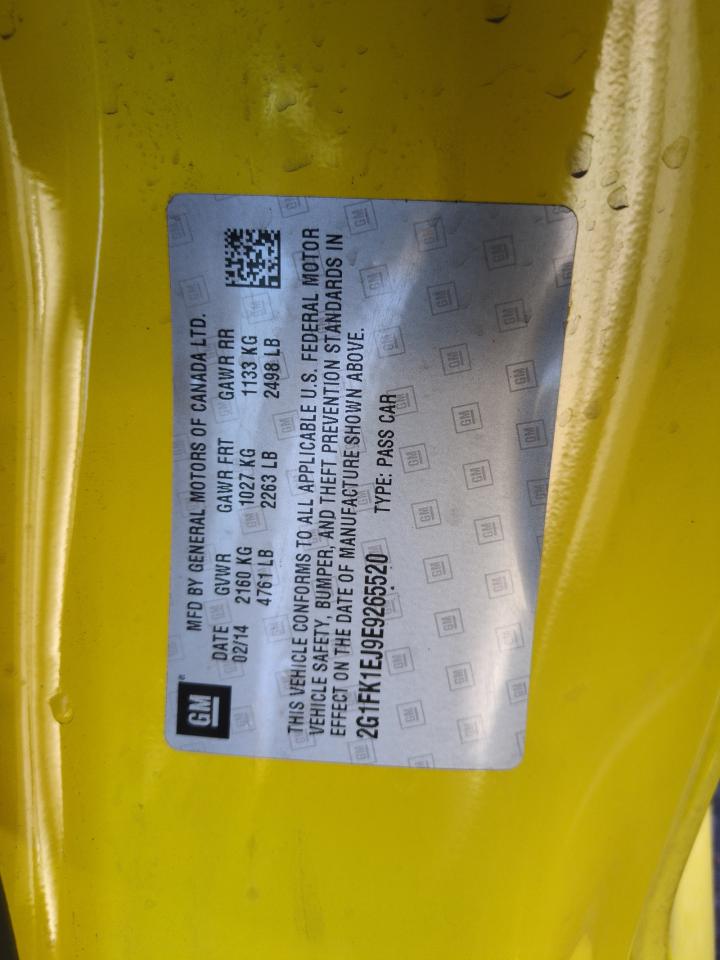 MFD BY GENERAL MOTORS OF CANADA LTD.
DATE GVWR GAWR FRT GAWR RR
02/14 2160 KG 1027 KG 1133 KG
4761 LB 2263 LB 2498 LB
GM
THIS VEHICLE CONFORMS TO ALL APPLICABLE U.S. FEDERAL MOTOR
VEHICLE SAFETY, BUMPER, AND THEFT PREVENTION STANDARDS IN
EFFECT ON THE DATE OF MANUFACTURE SHOWN ABOVE.
2G1FK1EJ9E9265520 TYPE: PASS CAR